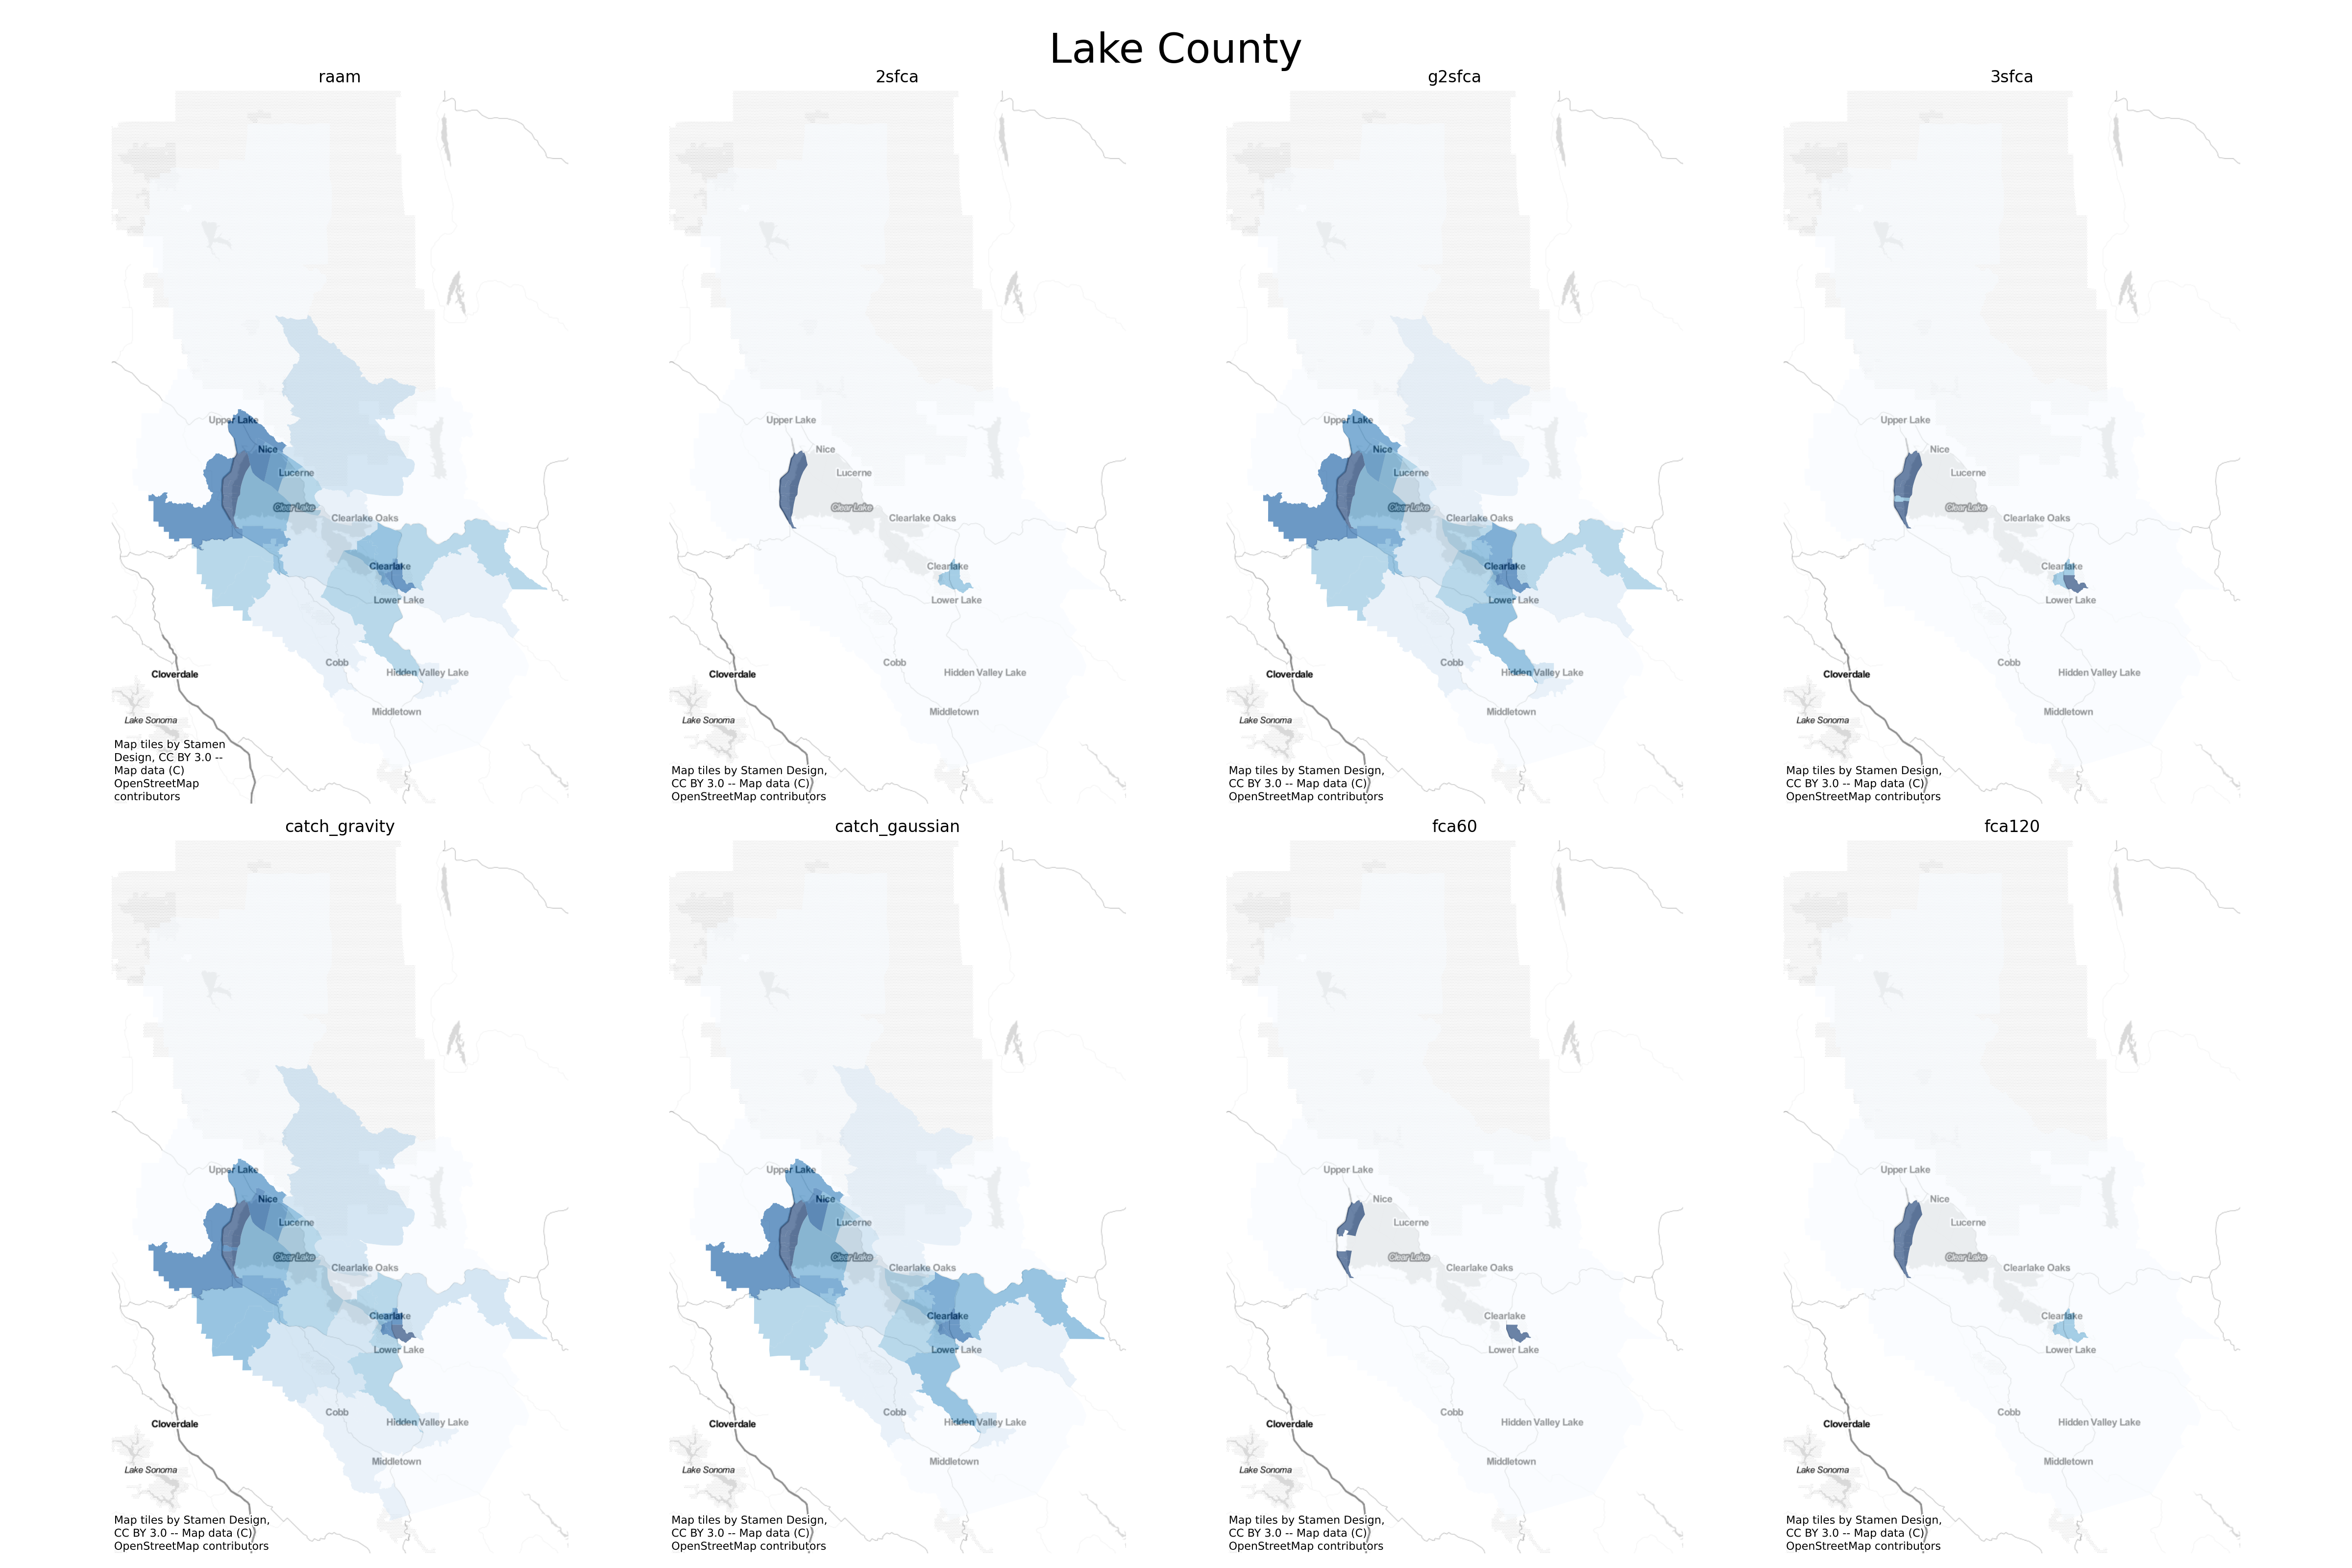 Lake County
raam
2sfca
g2sfca
3sfca
Upper Lake
Nice
Lucerne
Clear Lake
Clearlake Oaks
Clearlake
Lower Lake
Cobb
Hidden Valley Lake
Cloverdale
Middletown
Lake Sonoma
Map tiles by Stamen
Design, CC BY 3.0 --
Map data (C)
OpenStreetMap
contributors
Upper Lake
Nice
Lucerne
Clear Lake
Clearlake Oaks
Clearlake
Lower Lake
Cobb
Hidden Valley Lake
Cloverdale
Middletown
Lake Sonoma
Map tiles by Stamen Design,
CC BY 3.0 -- Map data (C)
OpenStreetMap contributors
Upper Lake
Nice
Lucerne
Clear Lake
Clearlake Oaks
Clearlake
Lower Lake
Cobb
Hidden Valley Lake
Cloverdale
Middletown
Lake Sonoma
Map tiles by Stamen Design,
CC BY 3.0 -- Map data (C)
OpenStreetMap contributors
Upper Lake
Nice
Lucerne
Clear Lake
Clearlake Oaks
Clearlake
Lower Lake
Cobb
Hidden Valley Lake
Cloverdale
Middletown
Lake Sonoma
Map tiles by Stamen Design,
CC BY 3.0 -- Map data (C)
OpenStreetMap contributors
catch_gravity
catch_gaussian
fca60
fca120
Upper Lake
Nice
Lucerne
Clear Lake
Clearlake Oaks
Clearlake
Lower Lake
Cobb
Hidden Valley Lake
Cloverdale
Middletown
Lake Sonoma
Map tiles by Stamen Design,
CC BY 3.0 -- Map data (C)
OpenStreetMap contributors
Upper Lake
Nice
Lucerne
Clear Lake
Clearlake Oaks
Clearlake
Lower Lake
Cobb
Hidden Valley Lake
Cloverdale
Middletown
Lake Sonoma
Map tiles by Stamen Design,
CC BY 3.0 -- Map data (C)
OpenStreetMap contributors
Upper Lake
Nice
Lucerne
Clear Lake
Clearlake Oaks
Clearlake
Lower Lake
Cobb
Hidden Valley Lake
Cloverdale
Middletown
Lake Sonoma
Map tiles by Stamen Design,
CC BY 3.0 -- Map data (C)
OpenStreetMap contributors
Upper Lake
Nice
Lucerne
Clear Lake
Clearlake Oaks
Clearlake
Lower Lake
Cobb
Hidden Valley Lake
Cloverdale
Middletown
Lake Sonoma
Map tiles by Stamen Design,
CC BY 3.0 -- Map data (C)
OpenStreetMap contributors